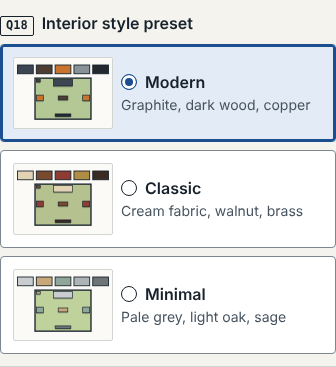 Q18 Interior style preset
Modern
Graphite, dark wood, copper
Classic
Cream fabric, walnut, brass
Minimal
Pale grey, light oak, sage